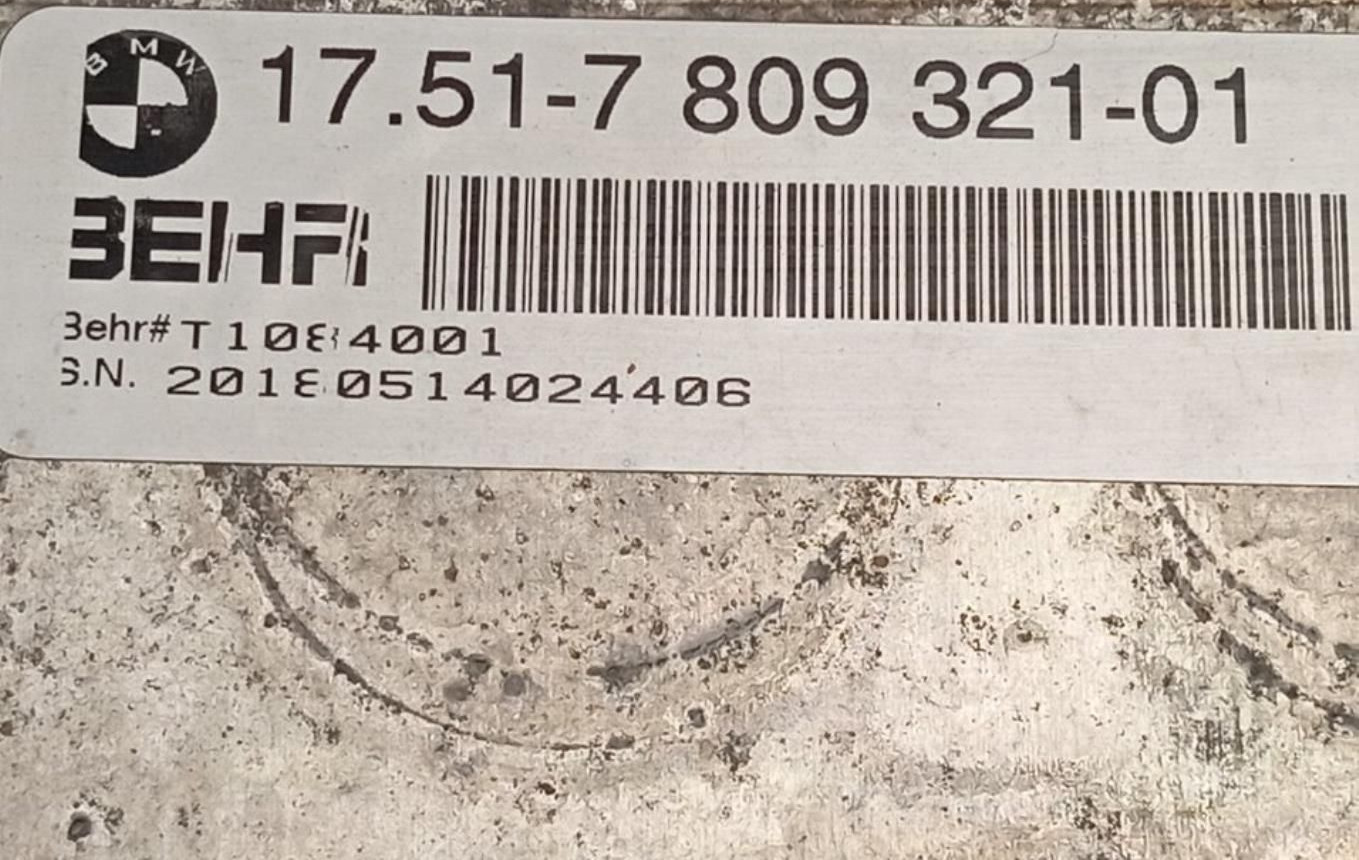 BMW
17.51-7 809 321-01
BEHR
Behr# T1084001
S.N. 20180514024406